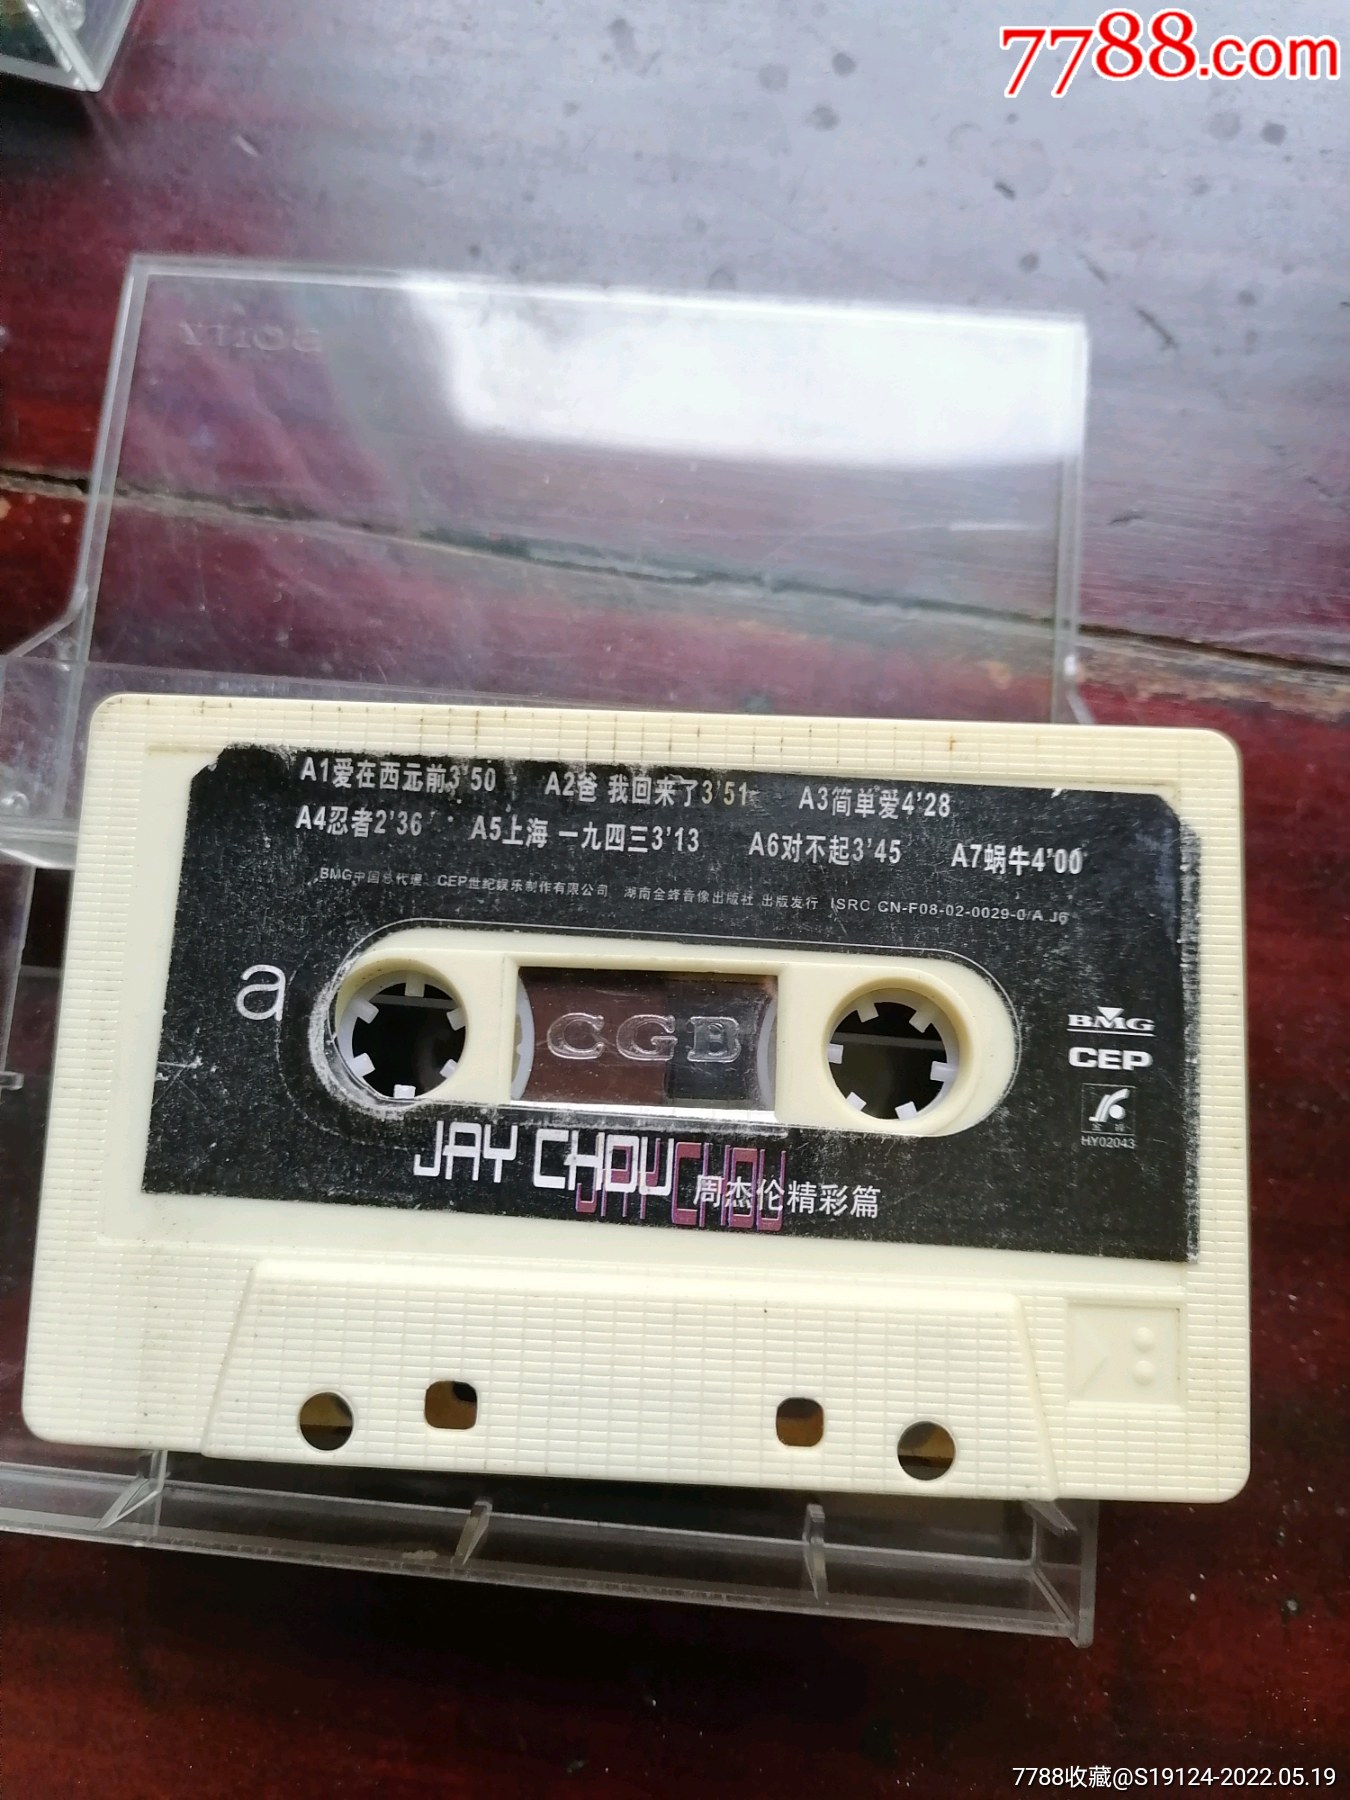 7788.com
A1爱在西元前3'50 A2爸 我回来了3'51 A3简单爱4'28
A4忍者2'36 A5上海 一九四三3'13 A6对不起3'45 A7蜗牛4'00
BMG中国总代理 CEP世纪娱乐制作有限公司 湖南金蜂音像出版社 出版发行 ISRC CN-F08-02-0029-0/A.J6
a
CGB
BMG
CEP
HY02043
JAY CHOU
JAY CHOU
周杰伦精彩篇
7788收藏@S19124-2022.05.19